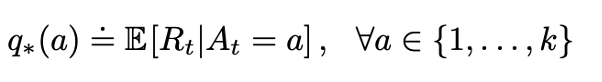 q∗(a) ≐ 𝔼[Rₜ|Aₜ = a], ∀a ∈ {1, . . . , k}